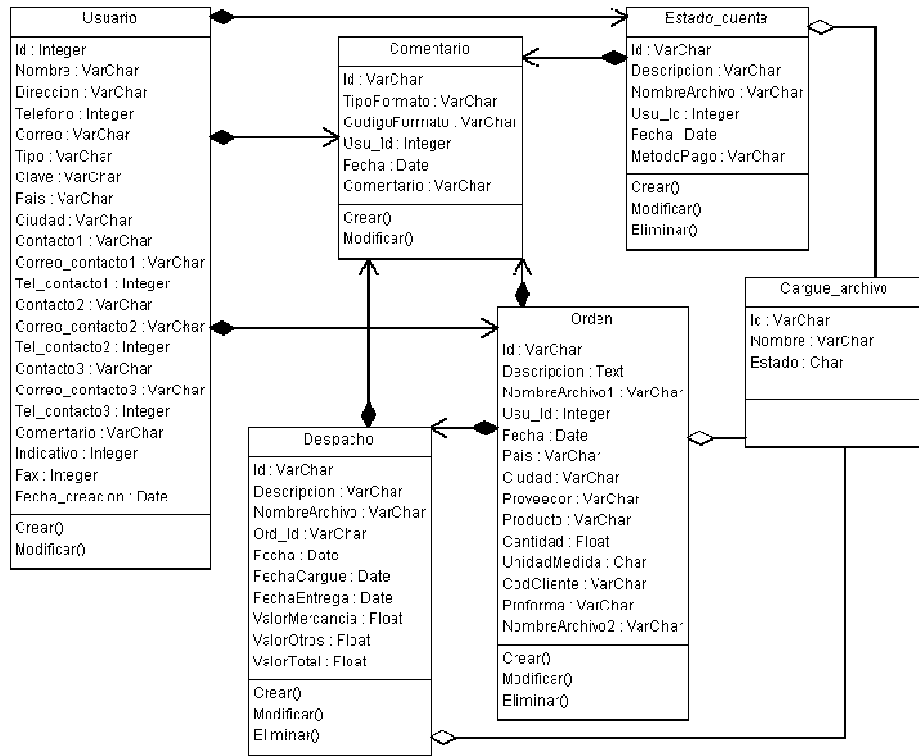 Usuario
Id : Integer
Nombre : VarChar
Direccion : VarChar
Telefono : Integer
Correo : VarChar
Tipo : VarChar
Clave : VarChar
Pais : VarChar
Ciudad : VarChar
Contacto1 : VarChar
Correo_contacto1 : VarChar
Tel_contacto1 : Integer
Contacto2 : VarChar
Correo_contacto2 : VarChar
Tel_contacto2 : Integer
Contacto3 : VarChar
Correo_contacto3 : VarChar
Tel_contacto3 : Integer
Comentario : VarChar
Indicativo : Integer
Fax : Integer
Fecha_creacion : Date
Crear()
Modificar()
Comentario
Id : VarChar
TipoFormato : VarChar
CodigoFormato : VarChar
Usu_Id : Integer
Fecha : Date
Comentario : VarChar
Crear()
Modificar()
Estado_cuenta
Id : VarChar
Descripcion : VarChar
NombreArchivo : VarChar
Usu_Id : Integer
Fecha : Date
MetodoPago : VarChar
Crear()
Modificar()
Eliminar()
Cargue_archivo
Id : VarChar
Nombre : VarChar
Estado : Char
Orden
Id : VarChar
Descripcion : Text
NombreArchivo1 : VarChar
Usu_Id : Integer
Fecha : Date
Pais : VarChar
Ciudad : VarChar
Proveedor : VarChar
Producto : VarChar
Cantidad : Float
UnidadMedida : Char
CodCliente : VarChar
Proforma : VarChar
NombreArchivo2 : VarChar
Crear()
Modificar()
Eliminar()
Despacho
Id : VarChar
Descripcion : VarChar
NombreArchivo : VarChar
Ord_Id : VarChar
Fecha : Date
FechaCargue : Date
FechaEntrega : Date
ValorMercancia : Float
ValorOtros : Float
ValorTotal : Float
Crear()
Modificar()
Eliminar()